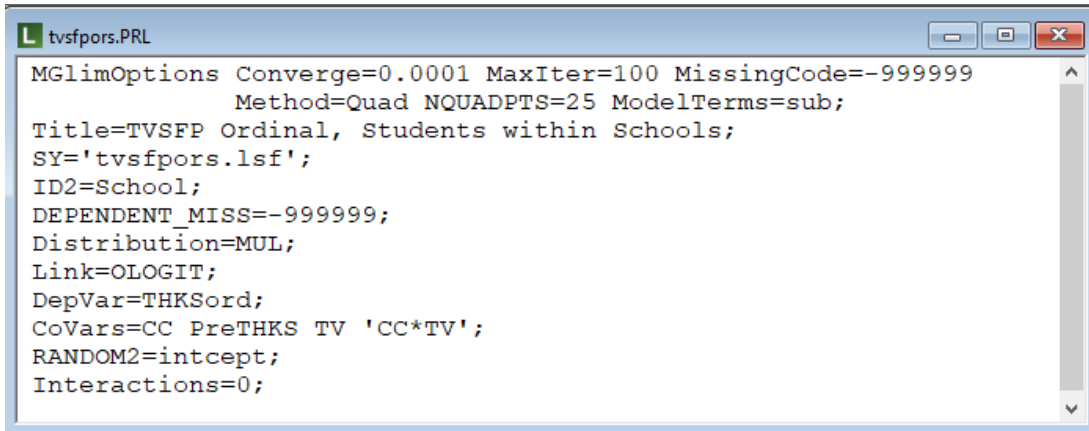 L tvsfpors.PRL
MGlimOptions Converge=0.0001 MaxIter=100 MissingCode=-999999
Method=Quad NQUADPTS=25 ModelTerms=sub;
Title=TVSFP Ordinal, Students within Schools;
SY='tvsfpors.lsf';
ID2=School;
DEPENDENT_MISS=-999999;
Distribution=MUL;
Link=OLOGIT;
DepVar=THKSord;
CoVars=CC PreTHKS TV 'CC*TV';
RANDOM2=intcept;
Interactions=0;